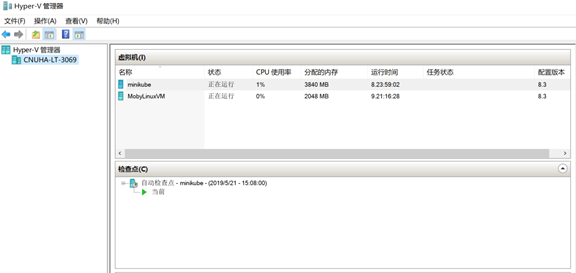 Hyper-V 管理器
文件(F) 操作(A) 查看(V) 帮助(H)
Hyper-V 管理器
CNUHA-LT-3069
虚拟机(I)
名称 状态 CPU 使用率 分配的内存 运行时间 任务状态 配置版本
minikube 正在运行 1% 3840 MB 8.23:59:02 8.3
MobyLinuxVM 正在运行 0% 2048 MB 9.21:16:28 8.3
检查点(C)
自动检查点 - minikube - (2019/5/21 - 15:08:00)
当前